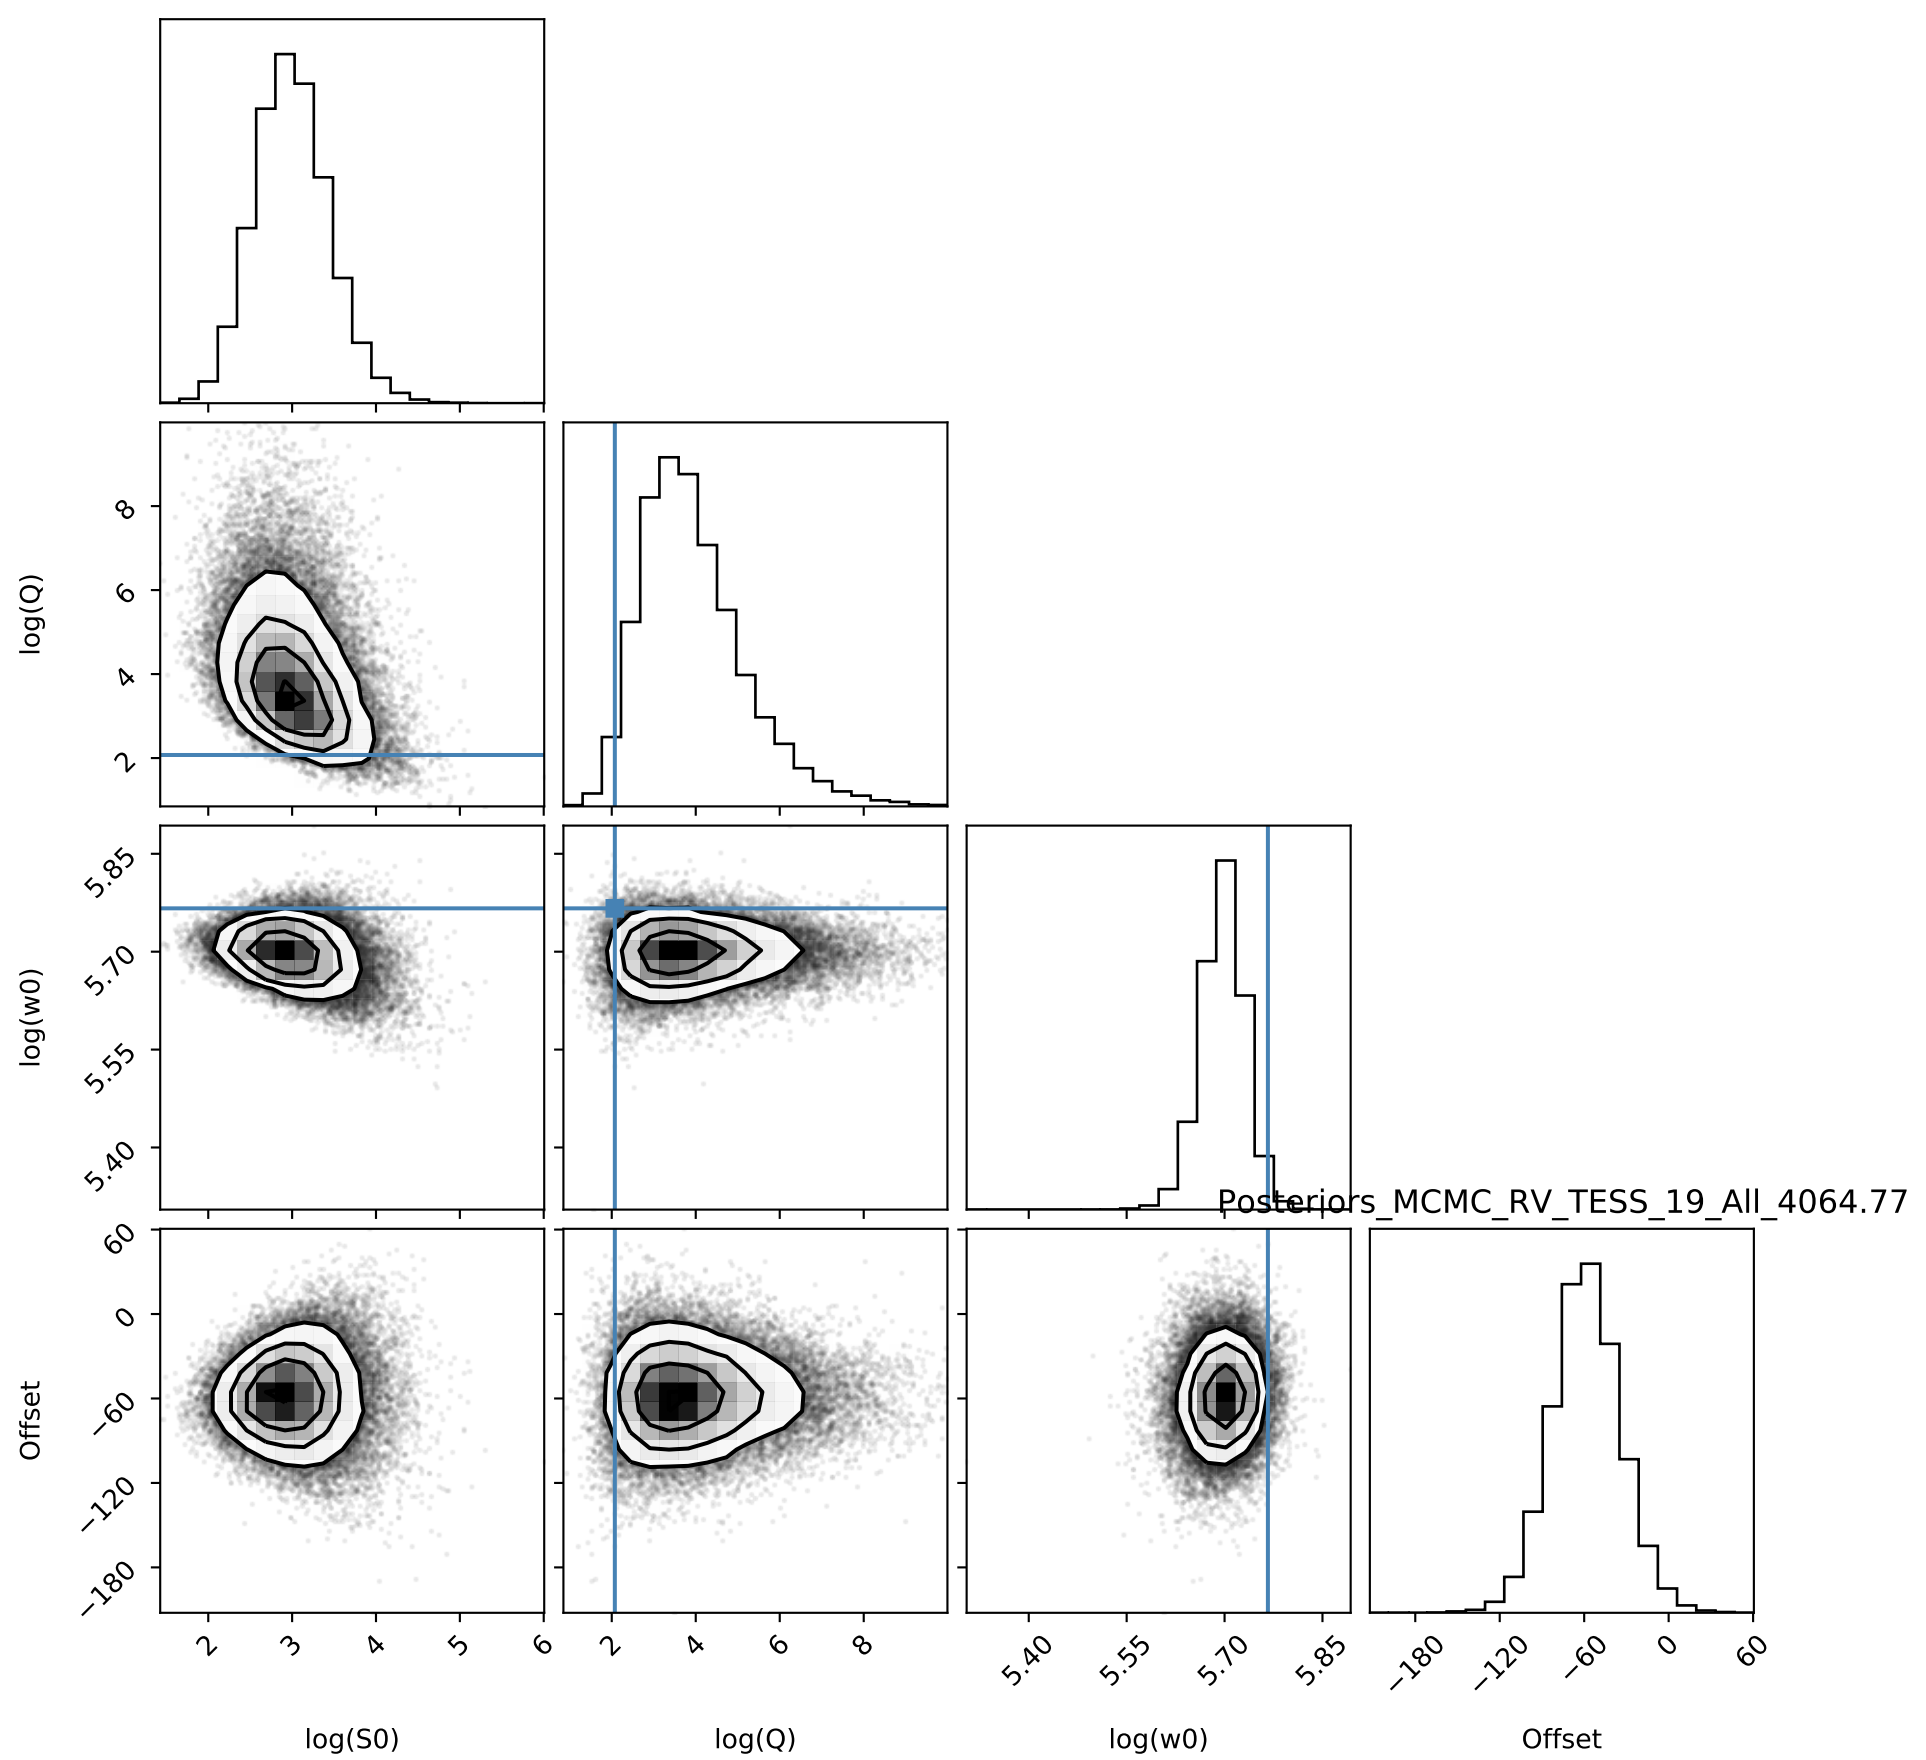 log(Q)
8
6
4
2
log(w0)
5.85
5.70
5.55
5.40
Posteriors_MCMC_RV_TESS_19_All_4064.77
Offset
60
0
−60
−120
−180
2 3 4 5 6
2 4 6 8
5.40 5.55 5.70 5.85
−180 −120 −60 0 60
log(S0)
log(Q)
log(w0)
Offset